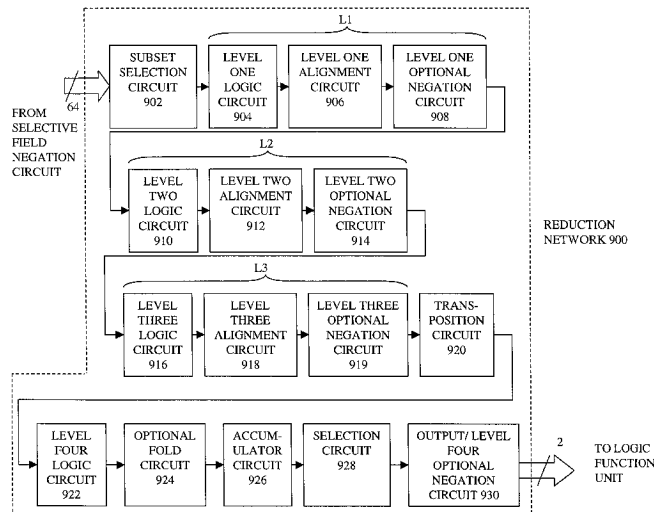 L1
SUBSET
SELECTION
CIRCUIT
902
LEVEL
ONE
LOGIC
CIRCUIT
904
LEVEL ONE
ALIGNMENT
CIRCUIT
906
LEVEL ONE
OPTIONAL
NEGATION
CIRCUIT
908
64
FROM
SELECTIVE
FIELD
NEGATION
CIRCUIT
L2
LEVEL
TWO
LOGIC
CIRCUIT
910
LEVEL TWO
ALIGNMENT
CIRCUIT
912
LEVEL TWO
OPTIONAL
NEGATION
CIRCUIT
914
REDUCTION
NETWORK 900
L3
LEVEL
THREE
LOGIC
CIRCUIT
916
LEVEL
THREE
ALIGNMENT
CIRCUIT
918
LEVEL THREE
OPTIONAL
NEGATION
CIRCUIT
919
TRANS-
POSITION
CIRCUIT
920
LEVEL
FOUR
LOGIC
CIRCUIT
922
OPTIONAL
FOLD
CIRCUIT
924
ACCUM-
ULATOR
CIRCUIT
926
SELECTION
CIRCUIT
928
OUTPUT/ LEVEL
FOUR
OPTIONAL
NEGATION
CIRCUIT 930
2
TO LOGIC
FUNCTION
UNIT